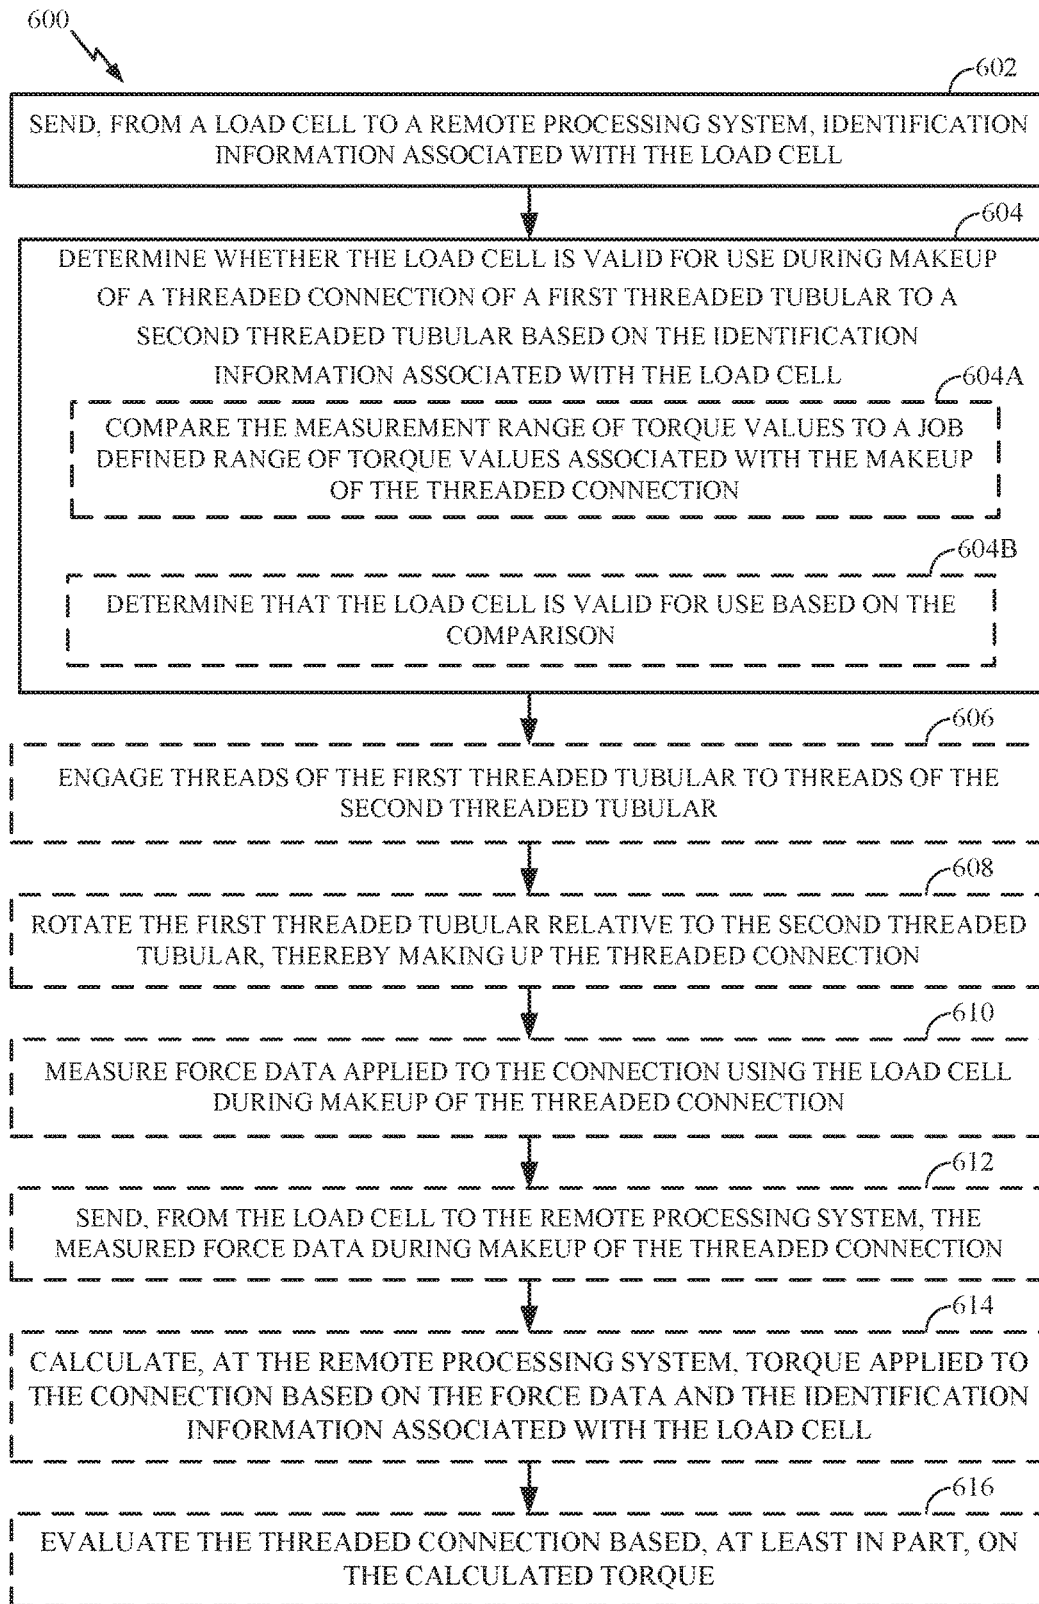 600
602
SEND, FROM A LOAD CELL TO A REMOTE PROCESSING SYSTEM, IDENTIFICATION
INFORMATION ASSOCIATED WITH THE LOAD CELL
604
DETERMINE WHETHER THE LOAD CELL IS VALID FOR USE DURING MAKEUP
OF A THREADED CONNECTION OF A FIRST THREADED TUBULAR TO A
SECOND THREADED TUBULAR BASED ON THE IDENTIFICATION
INFORMATION ASSOCIATED WITH THE LOAD CELL
604A
COMPARE THE MEASUREMENT RANGE OF TORQUE VALUES TO A JOB
DEFINED RANGE OF TORQUE VALUES ASSOCIATED WITH THE MAKEUP
OF THE THREADED CONNECTION
604B
DETERMINE THAT THE LOAD CELL IS VALID FOR USE BASED ON THE
COMPARISON
606
ENGAGE THREADS OF THE FIRST THREADED TUBULAR TO THREADS OF THE
SECOND THREADED TUBULAR
608
ROTATE THE FIRST THREADED TUBULAR RELATIVE TO THE SECOND THREADED
TUBULAR, THEREBY MAKING UP THE THREADED CONNECTION
610
MEASURE FORCE DATA APPLIED TO THE CONNECTION USING THE LOAD CELL
DURING MAKEUP OF THE THREADED CONNECTION
612
SEND, FROM THE LOAD CELL TO THE REMOTE PROCESSING SYSTEM, THE
MEASURED FORCE DATA DURING MAKEUP OF THE THREADED CONNECTION
614
CALCULATE, AT THE REMOTE PROCESSING SYSTEM, TORQUE APPLIED TO
THE CONNECTION BASED ON THE FORCE DATA AND THE IDENTIFICATION
INFORMATION ASSOCIATED WITH THE LOAD CELL
616
EVALUATE THE THREADED CONNECTION BASED, AT LEAST IN PART, ON
THE CALCULATED TORQUE